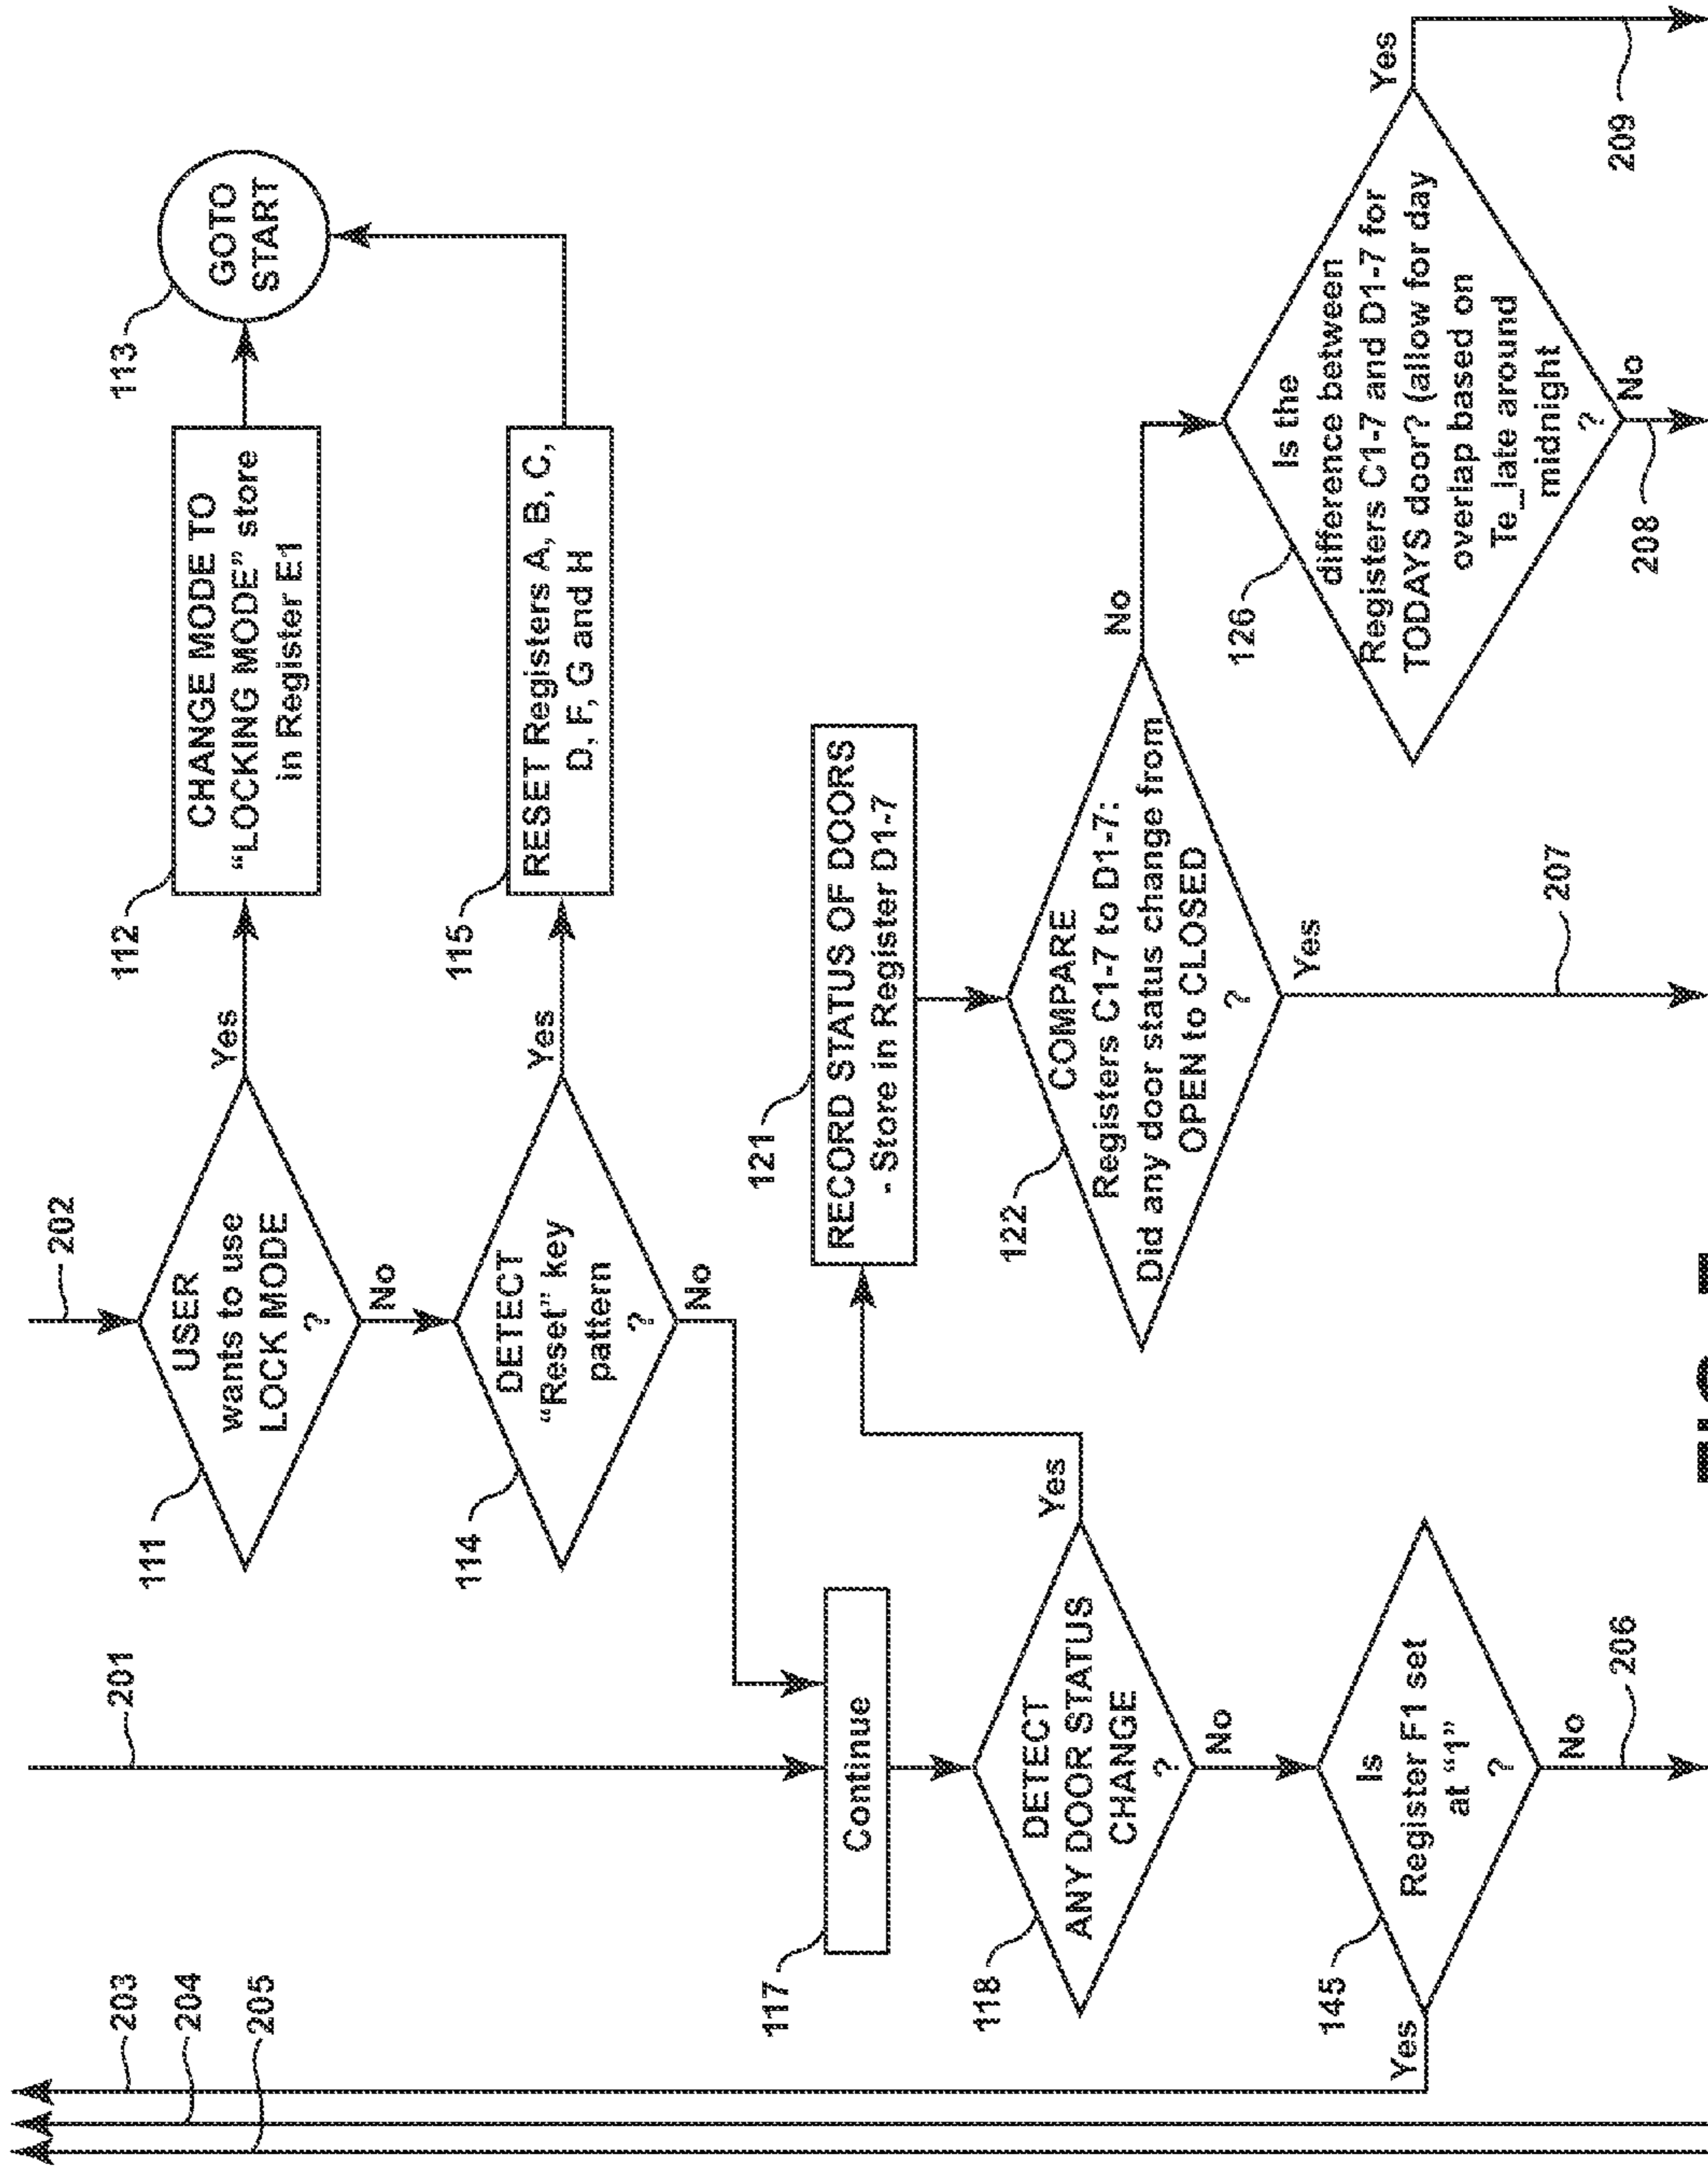 202
111
USER
wants to use
LOCK MODE
?
Yes
No
112
CHANGE MODE TO
“LOCKING MODE” store
in Register E1
113
GOTO
START
114
DETECT
“Reset” key
pattern
?
Yes
No
115
RESET Registers A, B, C,
D, F, G and H
203
204
205
201
117
Continue
118
DETECT
ANY DOOR STATUS
CHANGE
?
Yes
No
145
Is
Register F1 set
at “1”
?
Yes
No
206
121
RECORD STATUS OF DOORS
- Store in Register D1-7
122
COMPARE
Registers C1-7 to D1-7:
Did any door status change from
OPEN to CLOSED
?
No
Yes
207
126
Is the
difference between
Registers C1-7 and D1-7 for
TODAYS door? (allow for day
overlap based on
Te_late around
midnight
?
Yes
No
208
209